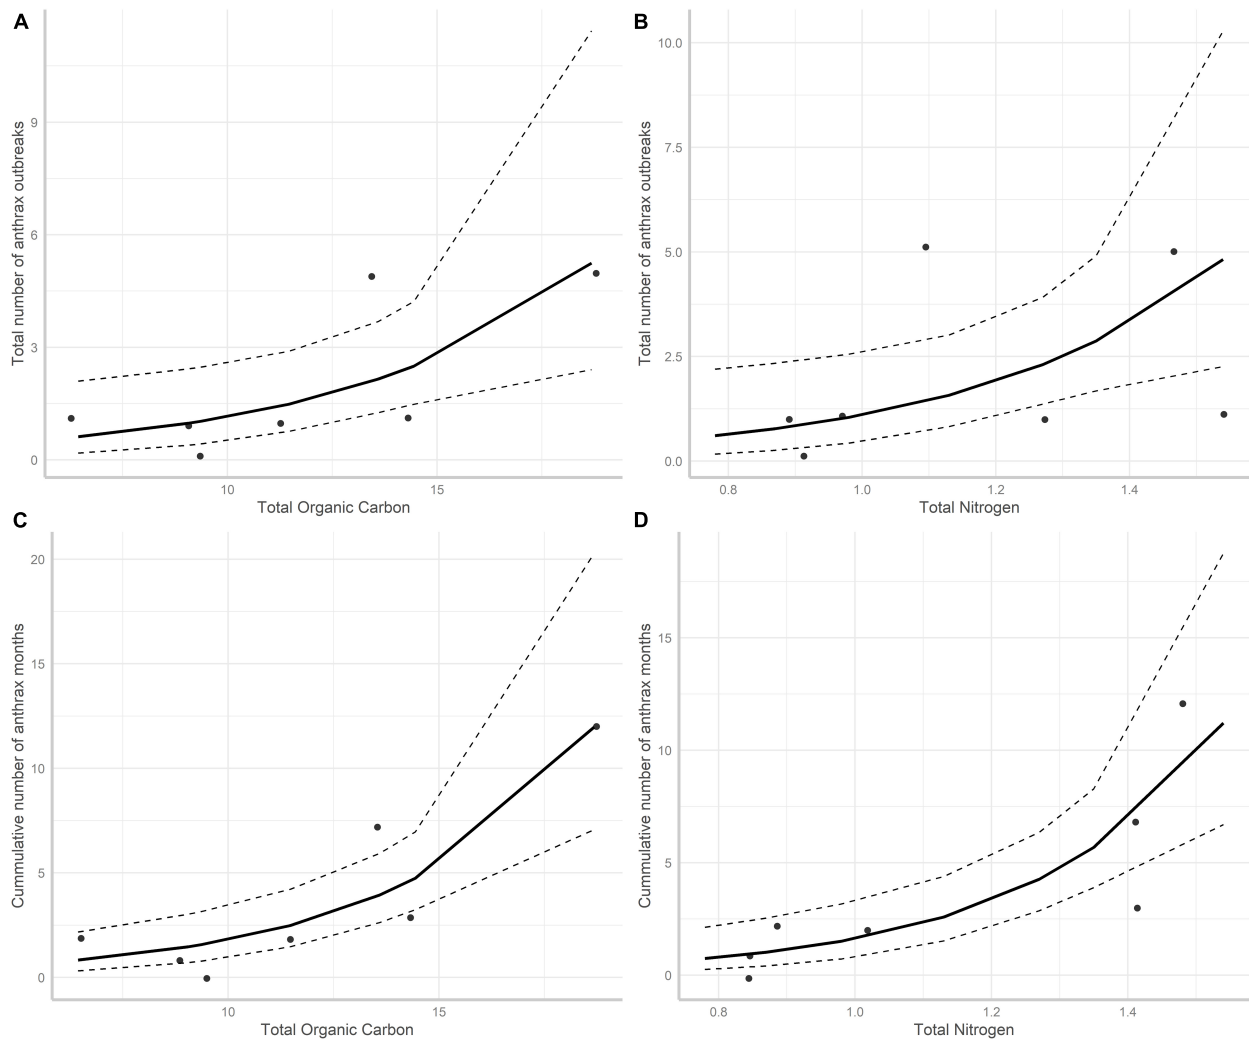 A
Total number of anthrax outbreaks
9
6
3
0
10
15
Total Organic Carbon
B
Total number of anthrax outbreaks
10.0
7.5
5.0
2.5
0.0
0.8
1.0
1.2
1.4
Total Nitrogen
C
Cummulative number of anthrax months
20
15
10
5
0
10
15
Total Organic Carbon
D
Cummulative number of anthrax months
15
10
5
0
0.8
1.0
1.2
1.4
Total Nitrogen